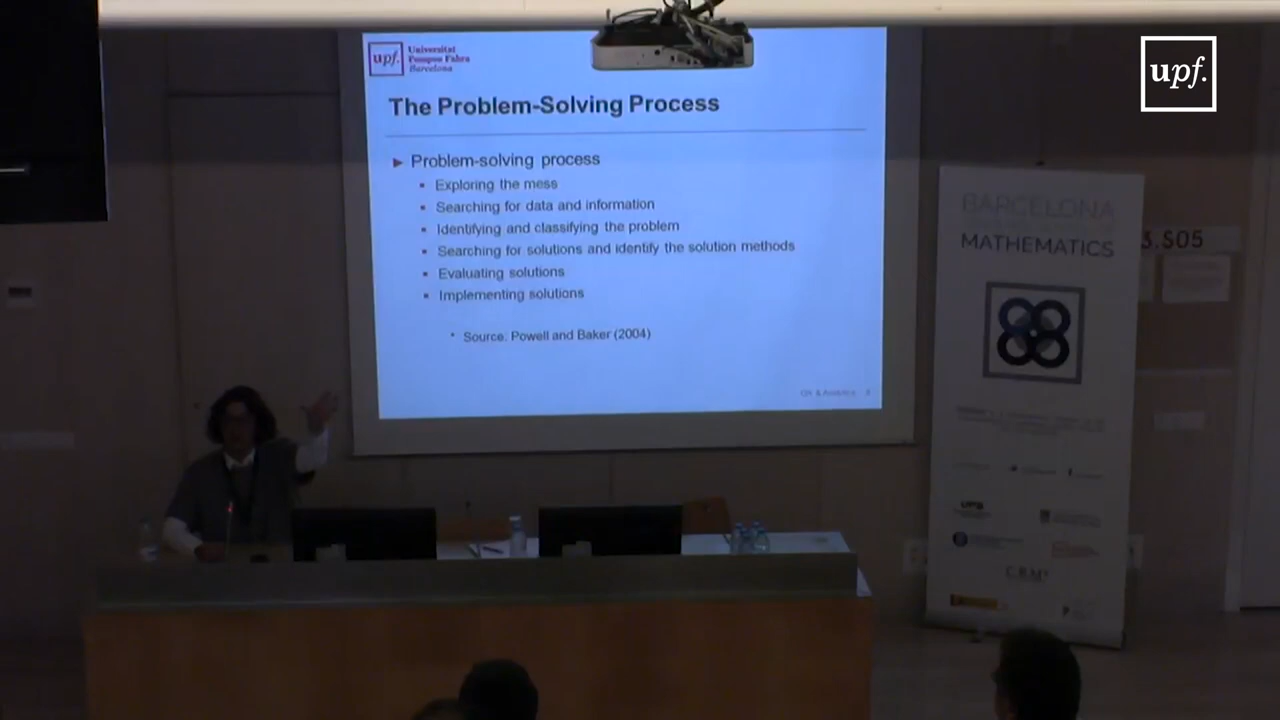 upf.
Universitat
Pompeu Fabra
Barcelona
upf.
The Problem-Solving Process
Problem-solving process
Exploring the mess
Searching for data and information
Identifying and classifying the problem
Searching for solutions and identify the solution methods
Evaluating solutions
Implementing solutions
Source: Powell and Baker (2004)
BARCELONA
MATHEMATICS
3.S05